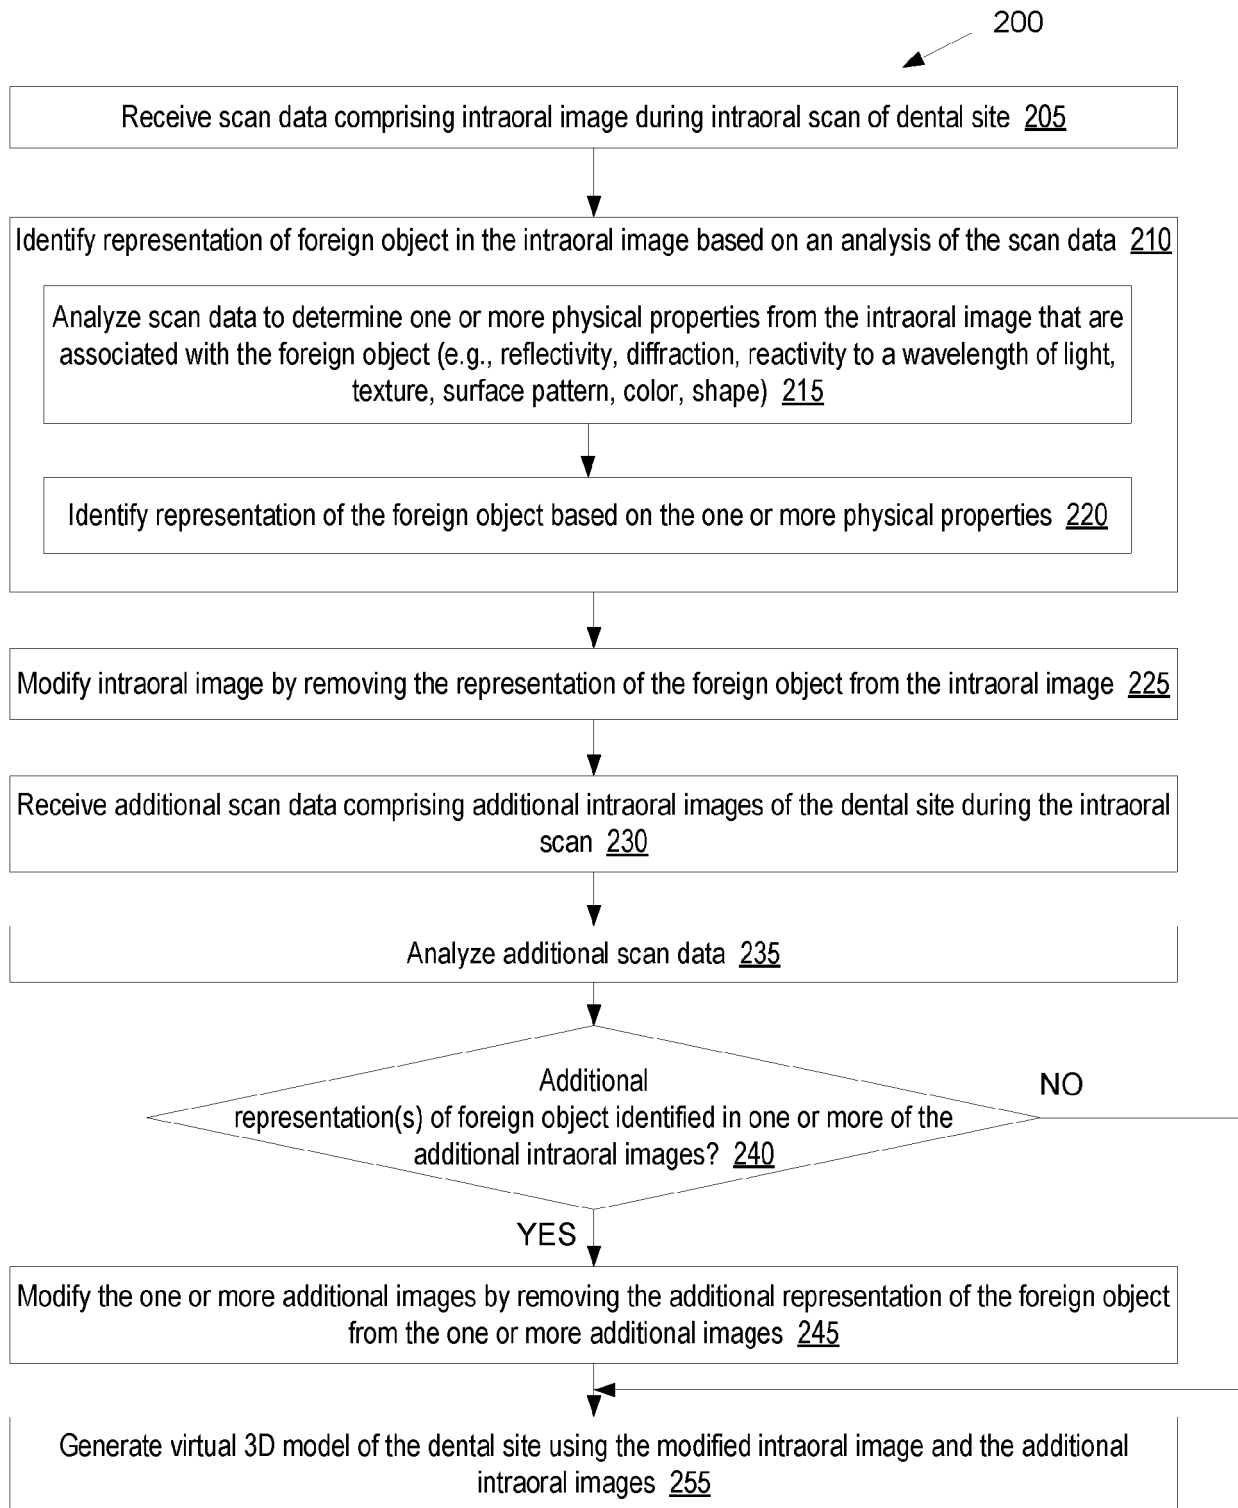 200
Receive scan data comprising intraoral image during intraoral scan of dental site 205
Identify representation of foreign object in the intraoral image based on an analysis of the scan data 210
Analyze scan data to determine one or more physical properties from the intraoral image that are
associated with the foreign object (e.g., reflectivity, diffraction, reactivity to a wavelength of light,
texture, surface pattern, color, shape) 215
Identify representation of the foreign object based on the one or more physical properties 220
Modify intraoral image by removing the representation of the foreign object from the intraoral image 225
Receive additional scan data comprising additional intraoral images of the dental site during the intraoral
scan 230
Analyze additional scan data 235
Additional
representation(s) of foreign object identified in one or more of the
additional intraoral images? 240
NO
YES
Modify the one or more additional images by removing the additional representation of the foreign object
from the one or more additional images 245
Generate virtual 3D model of the dental site using the modified intraoral image and the additional
intraoral images 255